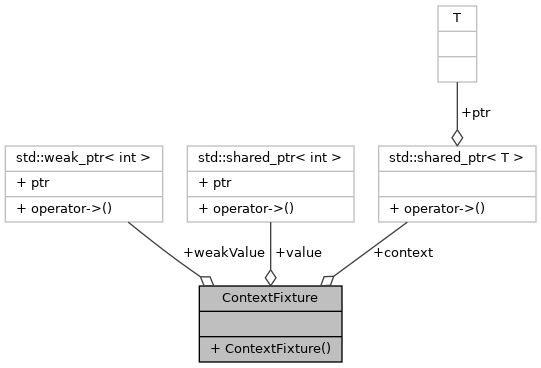 T
+ptr
std::weak_ptr< int >
+ ptr
+ operator->()
std::shared_ptr< int >
+ ptr
+ operator->()
std::shared_ptr< T >
+ operator->()
+weakValue
+value
+context
ContextFixture
+ ContextFixture()